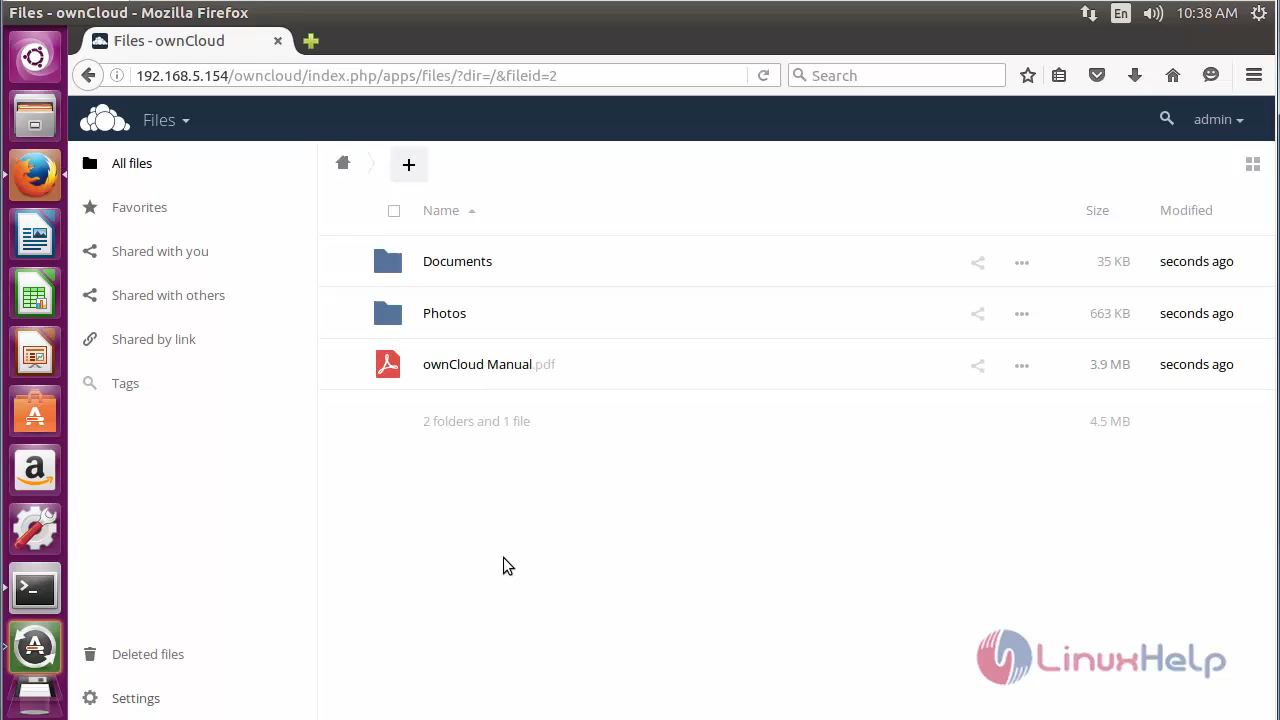 Files - ownCloud - Mozilla Firefox
En
10:38 AM
Files - ownCloud
192.168.5.154/owncloud/index.php/apps/files/?dir=/&fileid=2
Search
Files
admin
All files
Favorites
Shared with you
Shared with others
Shared by link
Tags
Deleted files
Settings
Name
Size
Modified
Documents
35 KB
seconds ago
Photos
663 KB
seconds ago
ownCloud Manual.pdf
3.9 MB
seconds ago
2 folders and 1 file
4.5 MB
LinuxHelp